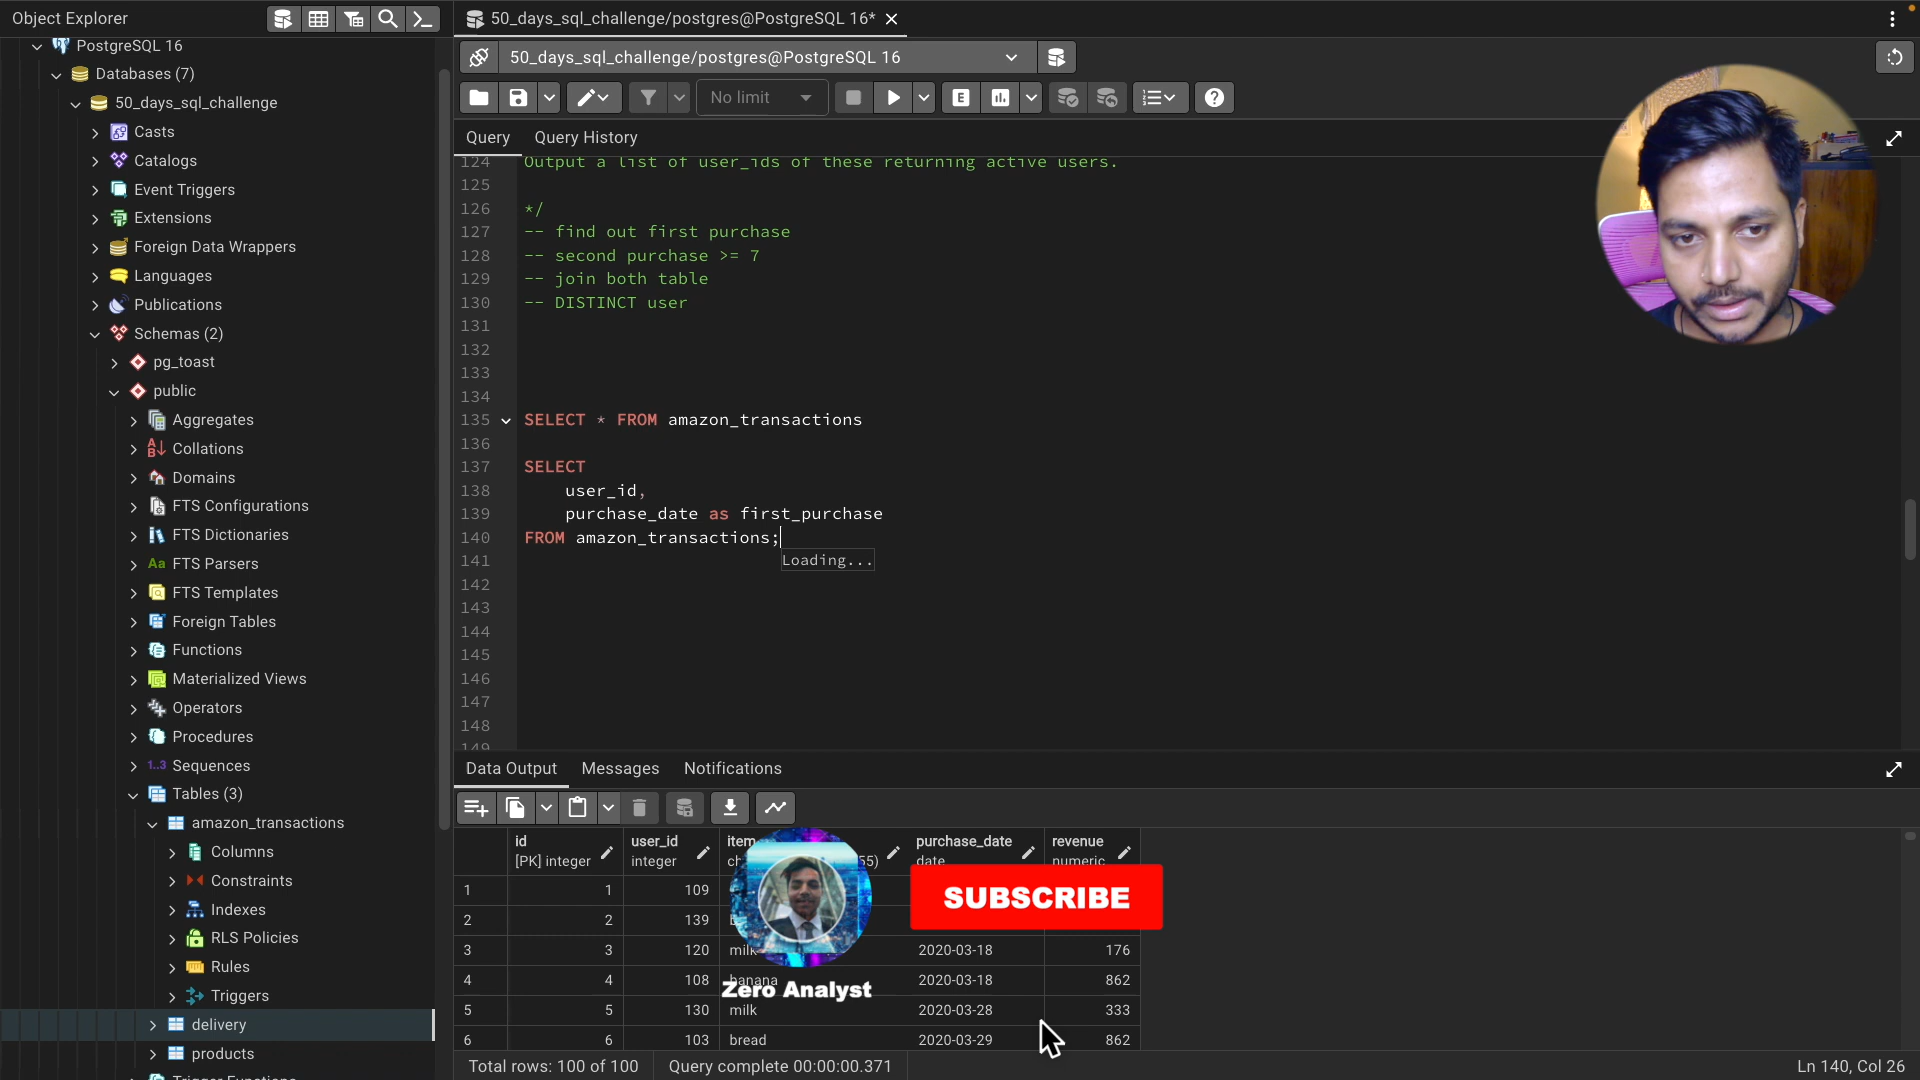 Object Explorer
50_days_sql_challenge/postgres@PostgreSQL 16*
PostgreSQL 16
Databases (7)
50_days_sql_challenge
Casts
Catalogs
Event Triggers
Extensions
Foreign Data Wrappers
Languages
Publications
Schemas (2)
pg_toast
public
Aggregates
Collations
Domains
FTS Configurations
FTS Dictionaries
Aa FTS Parsers
FTS Templates
Foreign Tables
Functions
Materialized Views
Operators
Procedures
1..3 Sequences
Tables (3)
amazon_transactions
Columns
Constraints
Indexes
RLS Policies
Rules
Triggers
delivery
products
Trigger Functions
50_days_sql_challenge/postgres@PostgreSQL 16
No limit
E
Query Query History
124 Output a list of user_ids of these returning active users.
125
126 */
127 -- find out first purchase
128 -- second purchase >= 7
129 -- join both table
130 -- DISTINCT user
131
132
133
134
135 SELECT * FROM amazon_transactions
136
137 SELECT
138 user_id,
139 purchase_date as first_purchase
140 FROM amazon_transactions;
141 Loading...
142
143
144
145
146
147
148
149
Data Output Messages Notifications
id user_id item purchase_date revenue
[PK] integer integer ch 55) date numeric
1 1 109
2 2 139
3 3 120 milk 2020-03-18 176
4 4 108 banana 2020-03-18 862
5 5 130 milk 2020-03-28 333
6 6 103 bread 2020-03-29 862
SUBSCRIBE
Zero Analyst
Total rows: 100 of 100 Query complete 00:00:00.371 Ln 140, Col 26